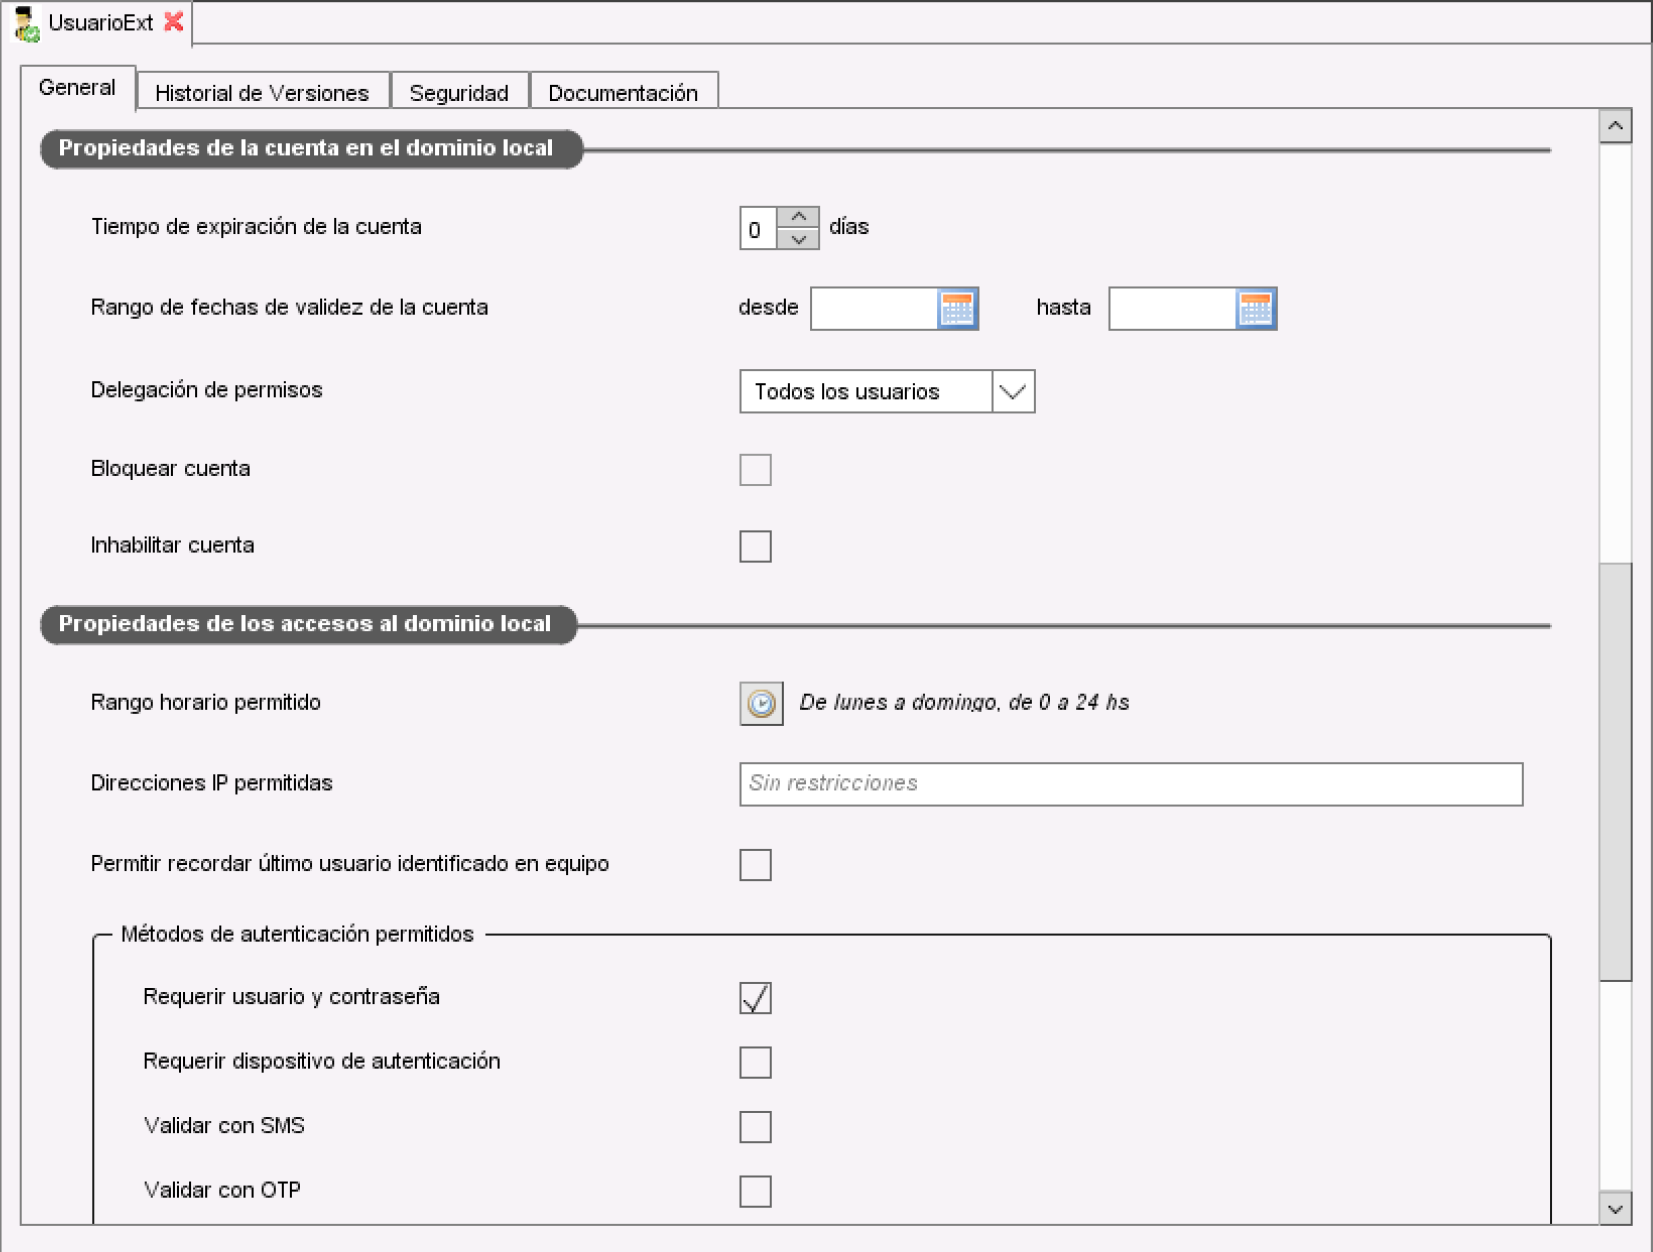 UsuarioExt
General
Historial de Versiones
Seguridad
Documentación
Propiedades de la cuenta en el dominio local
Tiempo de expiración de la cuenta 0 días
Rango de fechas de validez de la cuenta desde hasta
Delegación de permisos Todos los usuarios
Bloquear cuenta
Inhabilitar cuenta
Propiedades de los accesos al dominio local
Rango horario permitido De lunes a domingo, de 0 a 24 hs
Direcciones IP permitidas Sin restricciones
Permitir recordar último usuario identificado en equipo
Métodos de autenticación permitidos
Requerir usuario y contraseña
Requerir dispositivo de autenticación
Validar con SMS
Validar con OTP